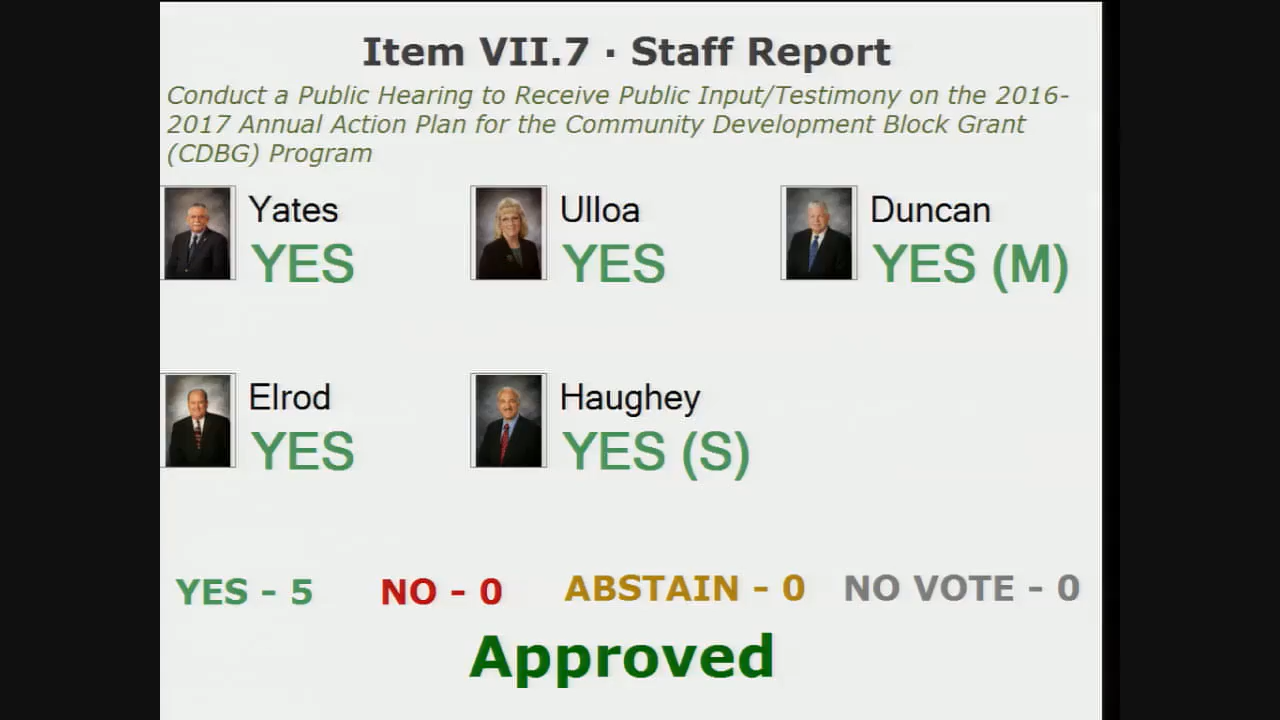 Item VII.7 · Staff Report
Conduct a Public Hearing to Receive Public Input/Testimony on the 2016-
2017 Annual Action Plan for the Community Development Block Grant
(CDBG) Program
Yates
YES
Ulloa
YES
Duncan
YES (M)
Elrod
YES
Haughey
YES (S)
YES - 5
NO - 0
ABSTAIN - 0
NO VOTE - 0
Approved